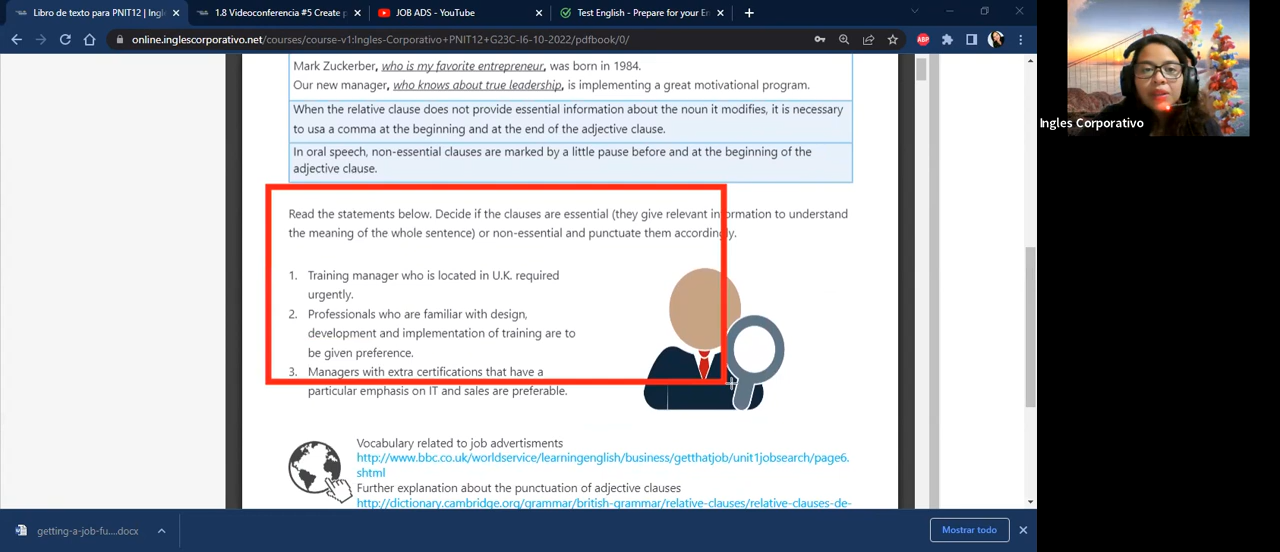 Libro de texto para PNIT12 | Ingle
1.8 Videoconferencia #5 Create p
JOB ADS - YouTube
Test English - Prepare for your En
online.inglescorporativo.net/courses/course-v1:Ingles-Corporativo+PNIT12+G23C-I6-10-2022/pdfbook/0/
ABP
Mark Zuckerber, who is my favorite entrepreneur, was born in 1984.
Our new manager, who knows about true leadership, is implementing a great motivational program.
When the relative clause does not provide essential information about the noun it modifies, it is necessary
to usa a comma at the beginning and at the end of the adjective clause.
In oral speech, non-essential clauses are marked by a little pause before and at the beginning of the
adjective clause.
Read the statements below. Decide if the clauses are essential (they give relevant information to understand
the meaning of the whole sentence) or non-essential and punctuate them accordingly.
1. Training manager who is located in U.K. required
urgently.
2. Professionals who are familiar with design,
development and implementation of training are to
be given preference.
3. Managers with extra certifications that have a
particular emphasis on IT and sales are preferable.
Vocabulary related to job advertisments
http://www.bbc.co.uk/worldservice/learningenglish/business/getthatjob/unit1jobsearch/page6.
shtml
Further explanation about the punctuation of adjective clauses
http://dictionary.cambridge.org/grammar/british-grammar/relative-clauses/relative-clauses-de-
getting-a-job-fu....docx
Mostrar todo
Ingles Corporativo